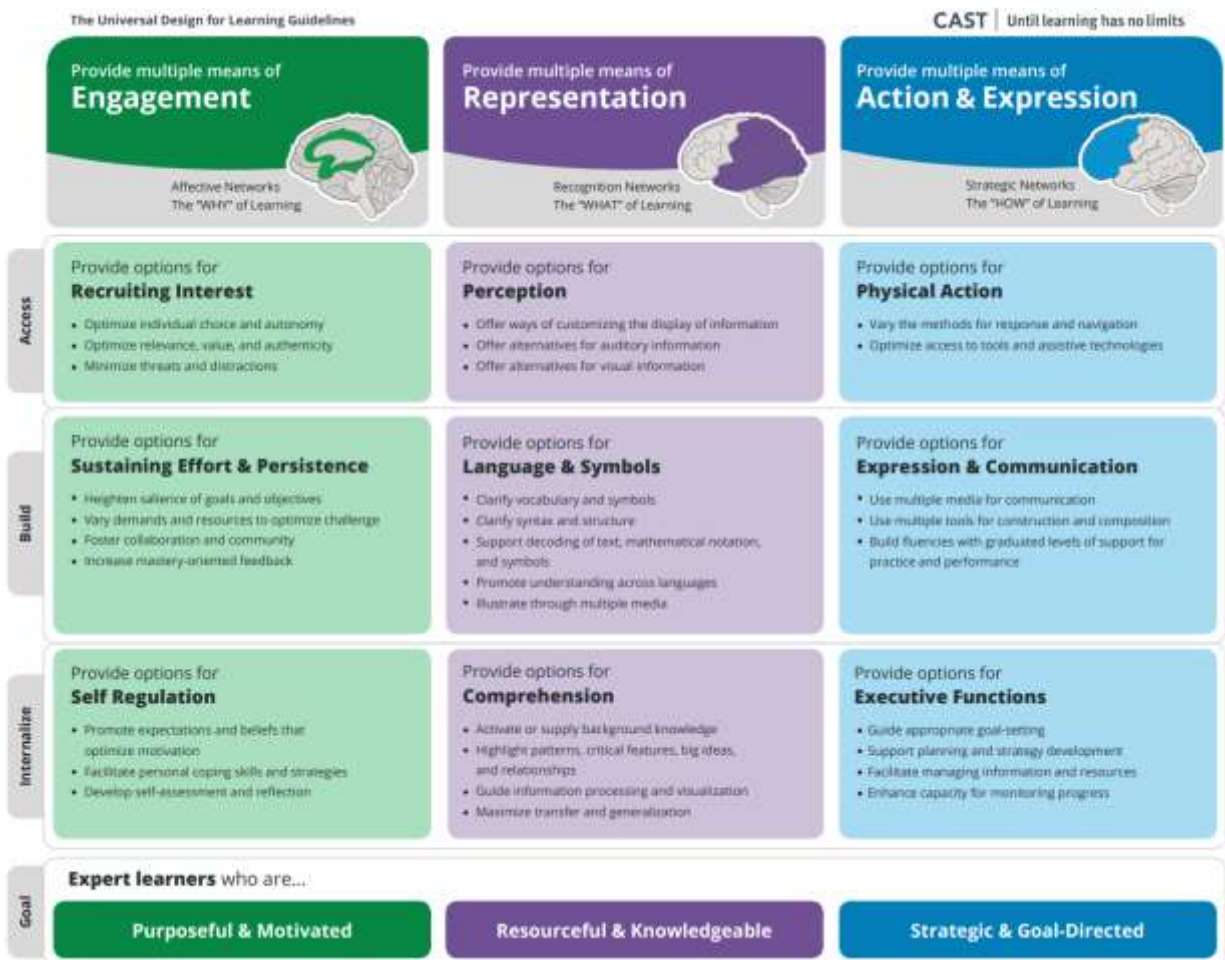 The Universal Design for Learning Guidelines
CAST | Until learning has no limits
Provide multiple means of
Engagement
Affective Networks
The "WHY" of Learning
Provide multiple means of
Representation
Recognition Networks
The "WHAT" of Learning
Provide multiple means of
Action & Expression
Strategic Networks
The "HOW" of Learning
Access
Provide options for
Recruiting Interest
• Optimize individual choice and autonomy
• Optimize relevance, value, and authenticity
• Minimize threats and distractions
Provide options for
Perception
• Offer ways of customizing the display of information
• Offer alternatives for auditory information
• Offer alternatives for visual information
Provide options for
Physical Action
• Vary the methods for response and navigation
• Optimize access to tools and assistive technologies
Build
Provide options for
Sustaining Effort & Persistence
• Heighten salience of goals and objectives
• Vary demands and resources to optimize challenge
• Foster collaboration and community
• Increase mastery-oriented feedback
Provide options for
Language & Symbols
• Clarify vocabulary and symbols
• Clarify syntax and structure
• Support decoding of text, mathematical notation,
and symbols
• Promote understanding across languages
• Illustrate through multiple media
Provide options for
Expression & Communication
• Use multiple media for communication
• Use multiple tools for construction and composition
• Build fluencies with graduated levels of support for
practice and performance
Internalize
Provide options for
Self Regulation
• Promote expectations and beliefs that
optimize motivation
• Facilitate personal coping skills and strategies
• Develop self-assessment and reflection
Provide options for
Comprehension
• Activate or supply background knowledge
• Highlight patterns, critical features, big ideas,
and relationships
• Guide information processing and visualization
• Maximize transfer and generalization
Provide options for
Executive Functions
• Guide appropriate goal-setting
• Support planning and strategy development
• Facilitate managing information and resources
• Enhance capacity for monitoring progress
Goal
Expert learners who are...
Purposeful & Motivated
Resourceful & Knowledgeable
Strategic & Goal-Directed